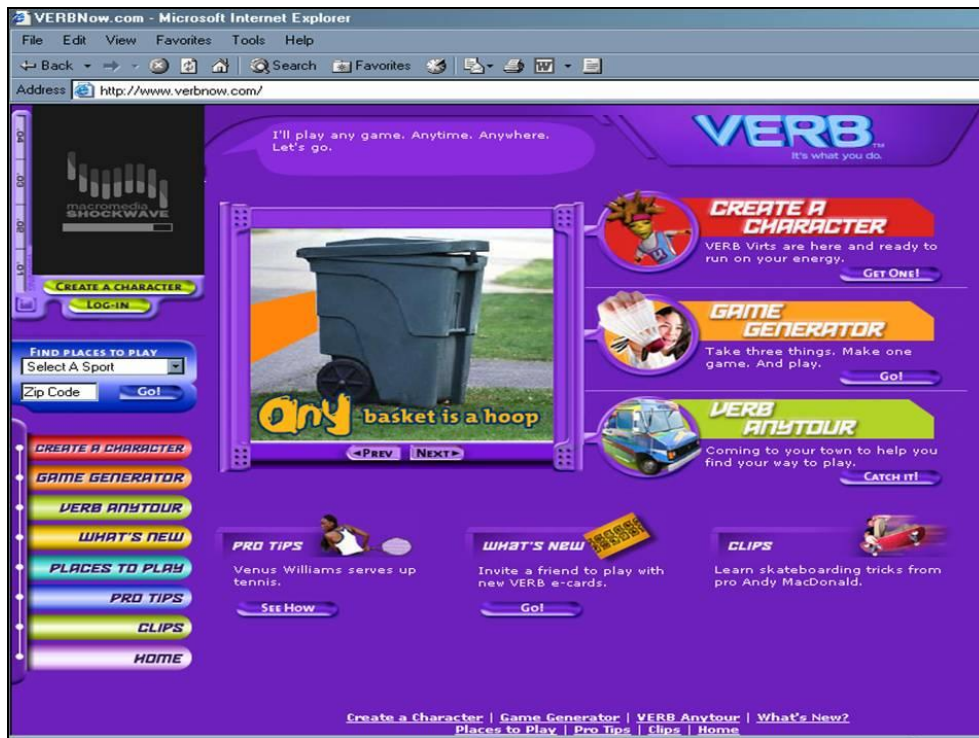 VERBNow.com - Microsoft Internet Explorer
File Edit View Favorites Tools Help
Back Search Favorites
Address http://www.verbnow.com/
macromedia
SHOCKWAVE
CREATE A CHARACTER
LOG-IN
FIND PLACES TO PLAY
Select A Sport
Zip Code Go!
CREATE A CHARACTER
GAME GENERATOR
VERB ANYTOUR
WHAT'S NEW
PLACES TO PLAY
PRO TIPS
CLIPS
HOME
I'll play any game. Anytime. Anywhere.
Let's go.
VERB™
It's what you do.
any basket is a hoop
PREV NEXT
CREATE A
CHARACTER
VERB Virts are here and ready to
run on your energy.
GET ONE!
GAME
GENERATOR
Take three things. Make one
game. And play.
GO!
VERB
ANYTOUR
Coming to your town to help you
find your way to play.
CATCH IT!
PRO TIPS
Venus Williams serves up
tennis.
SEE HOW
WHAT'S NEW
Invite a friend to play with
new VERB e-cards.
GO!
CLIPS
Learn skateboarding tricks from
pro Andy MacDonald.
Create a Character | Game Generator | VERB Anytour | What's New?
Places to Play | Pro Tips | Clips | Home